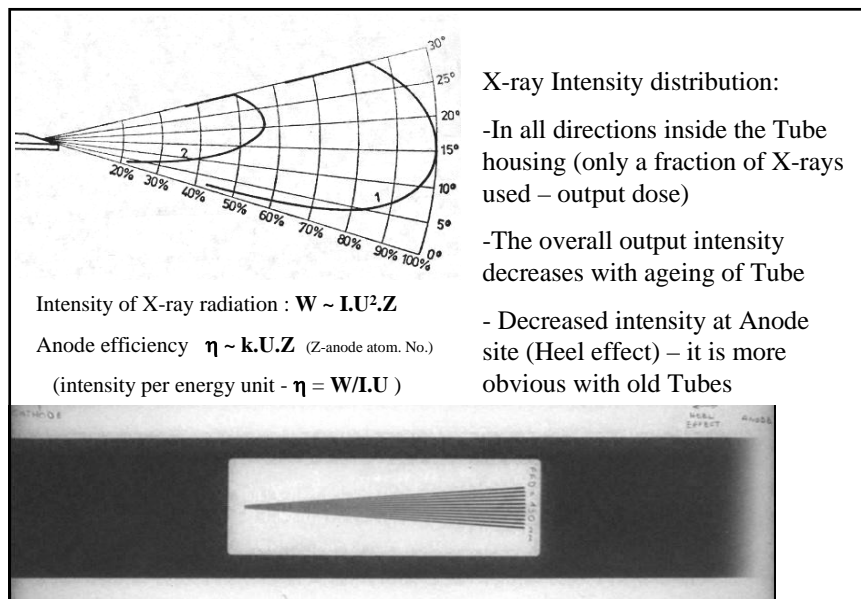 30°
25°
20°
15°
10°
5°
0°
2
1
20%
30%
40%
50%
60%
70%
80%
90%
100%
Intensity of X-ray radiation : W ~ I.U².Z
Anode efficiency η ~ k.U.Z (Z-anode atom. No.)
(intensity per energy unit - η = W/I.U )
X-ray Intensity distribution:
-In all directions inside the Tube
housing (only a fraction of X-rays
used – output dose)
-The overall output intensity
decreases with ageing of Tube
- Decreased intensity at Anode
site (Heel effect) – it is more
obvious with old Tubes
CATHODE
HEEL
EFFECT
ANODE